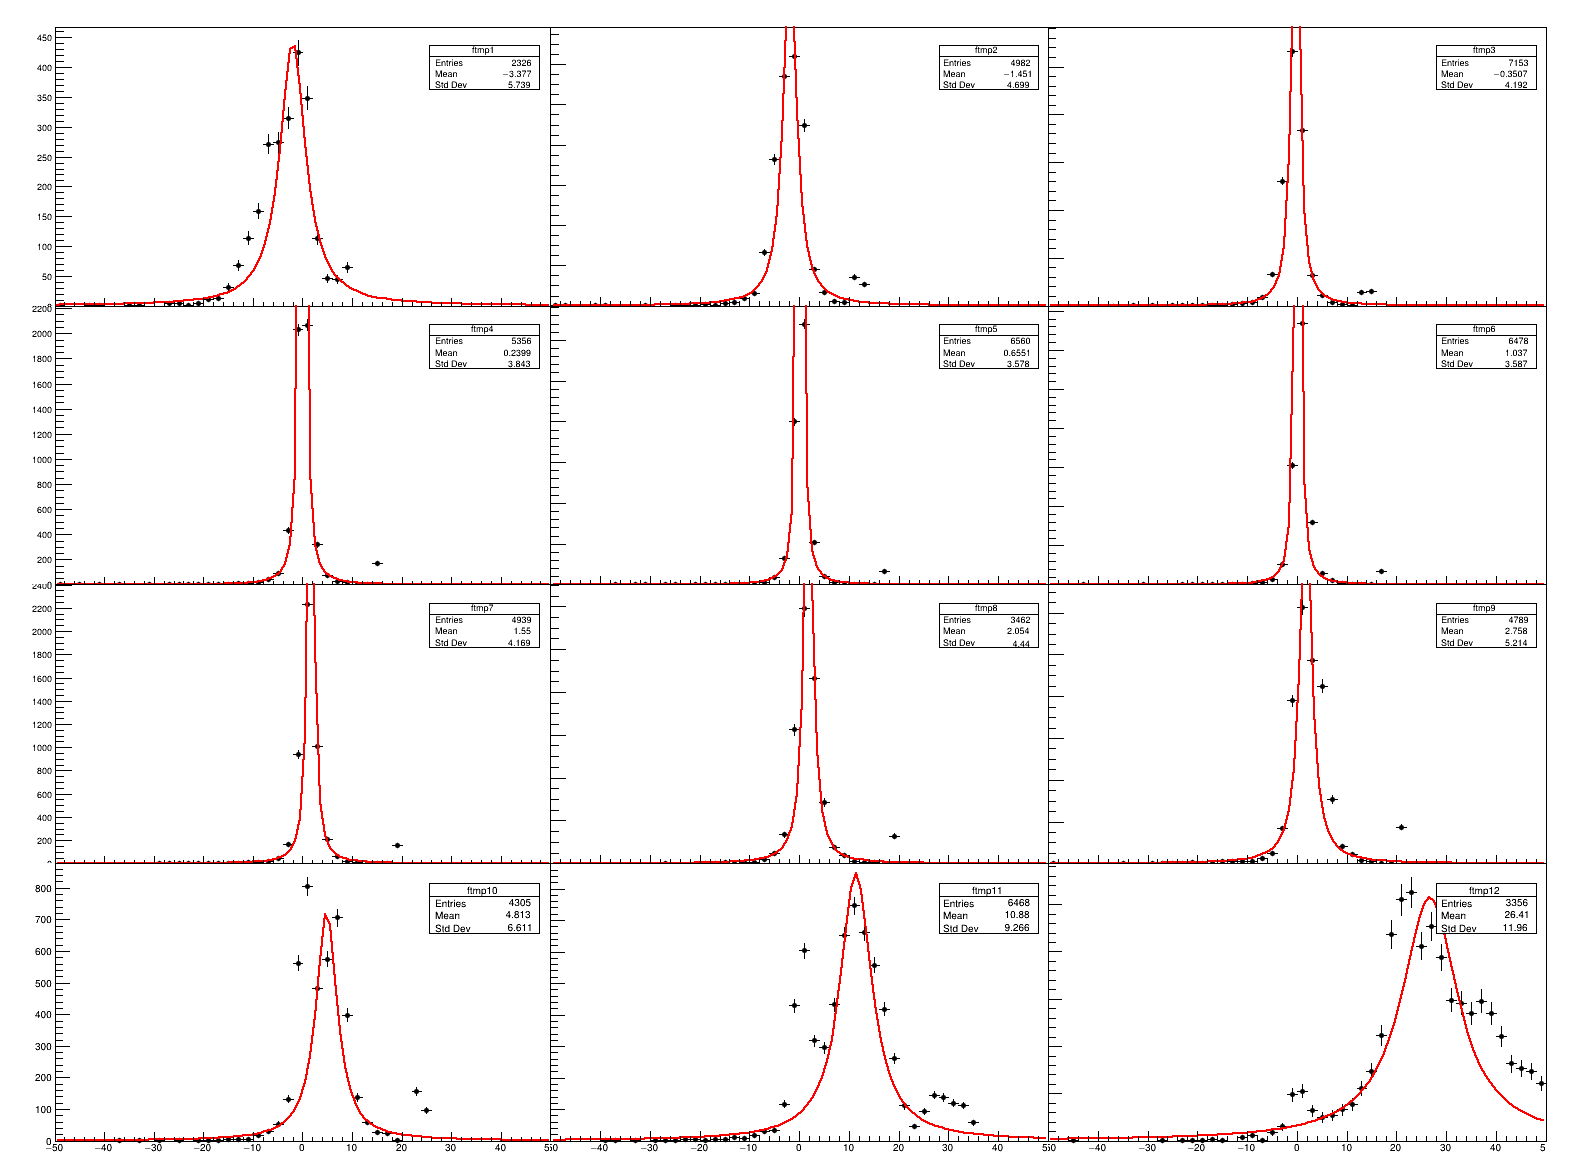 ftmp1
Entries 2326
Mean −3.377
Std Dev 5.739
ftmp2
Entries 4982
Mean −1.451
Std Dev 4.699
ftmp3
Entries 7153
Mean −0.3507
Std Dev 4.192
450
400
350
300
250
200
150
100
50
ftmp4
Entries 5356
Mean 0.2399
Std Dev 3.843
ftmp5
Entries 6560
Mean 0.6551
Std Dev 3.578
ftmp6
Entries 6478
Mean 1.037
Std Dev 3.587
2200
2000
1800
1600
1400
1200
1000
800
600
400
200
ftmp7
Entries 4939
Mean 1.55
Std Dev 4.169
ftmp8
Entries 3462
Mean 2.054
Std Dev 4.44
ftmp9
Entries 4789
Mean 2.758
Std Dev 5.214
2400
2200
2000
1800
1600
1400
1200
1000
800
600
400
200
ftmp10
Entries 4305
Mean 4.813
Std Dev 6.611
ftmp11
Entries 6468
Mean 10.88
Std Dev 9.266
ftmp12
Entries 3356
Mean 26.41
Std Dev 11.96
800
700
600
500
400
300
200
100
0
−50 −40 −30 −20 −10 0 10 20 30 40 50 −40 −30 −20 −10 0 10 20 30 40 50 −40 −30 −20 −10 0 10 20 30 40 5